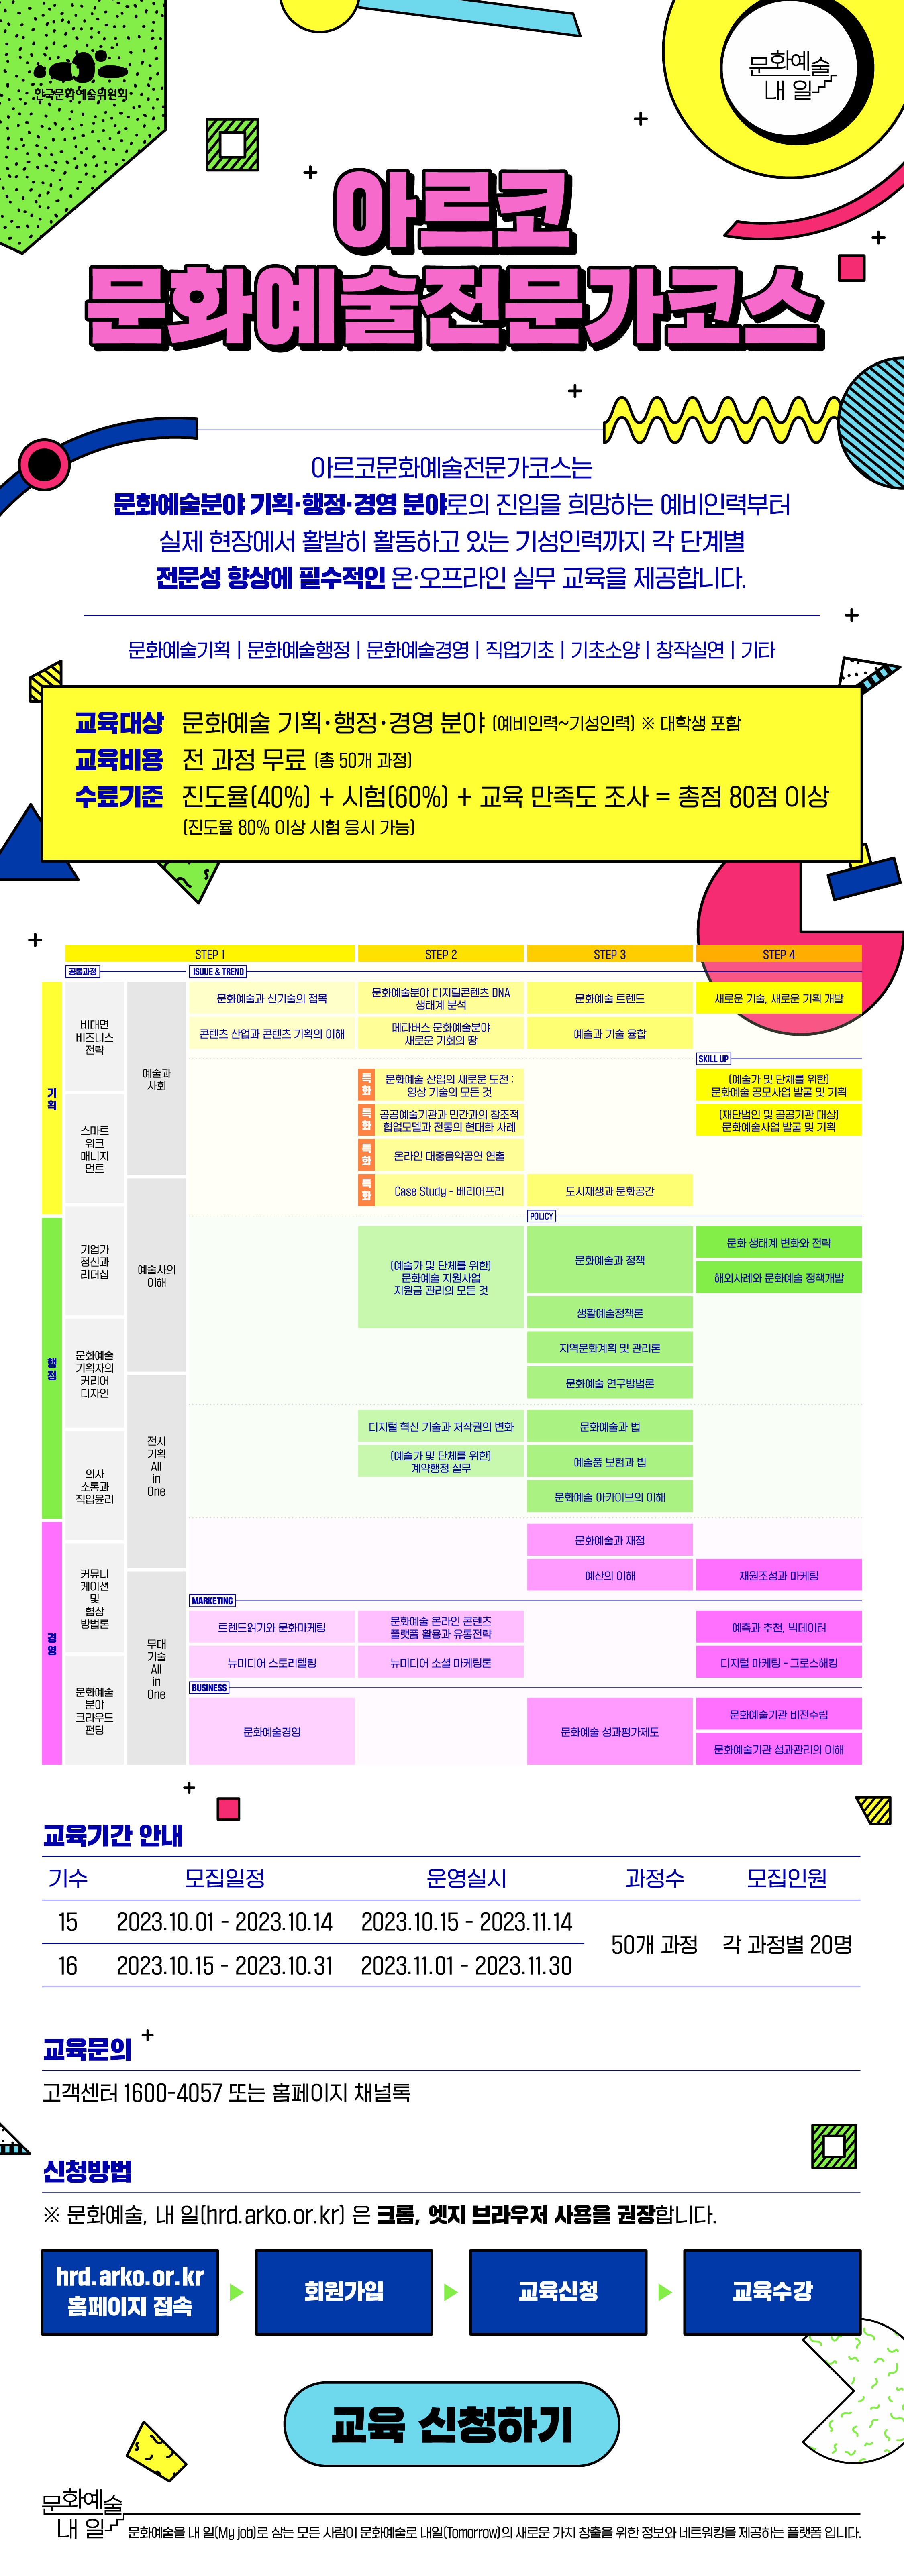 한국문화예술위원회
문화예술
내 일
아르코
문화예술전문가코스
아르코문화예술전문가코스는
문화예술분야 기획·행정·경영 분야로의 진입을 희망하는 예비인력부터
실제 현장에서 활발히 활동하고 있는 기성인력까지 각 단계별
전문성 향상에 필수적인 온·오프라인 실무 교육을 제공합니다.
문화예술기획 | 문화예술행정 | 문화예술경영 | 직업기초 | 기초소양 | 창작실연 | 기타
교육대상 문화예술 기획·행정·경영 분야 (예비인력~기성인력) ※ 대학생 포함
교육비용 전 과정 무료 (총 50개 과정)
수료기준 진도율(40%) + 시험(60%) + 교육 만족도 조사 = 총점 80점 이상
(진도율 80% 이상 시험 응시 가능)
STEP 1 STEP 2 STEP 3 STEP 4
공통과정 ISUUE & TREND
기획
비대면
비즈니스
전략
스마트
워크
매니지
먼트
기업가
정신과
리더십
문화예술
기획자의
커리어
디자인
의사
소통과
직업윤리
커뮤니
케이션
및
협상
방법론
문화예술
분야
크라우드
펀딩
예술과
사회
예술사의
이해
전시
기획
All
in
One
무대
기술
All
in
One
문화예술과 신기술의 접목
콘텐츠 산업과 콘텐츠 기획의 이해
문화예술분야 디지털콘텐츠 DNA
생태계 분석
메타버스 문화예술분야
새로운 기회의 땅
문화예술 트렌드
예술과 기술 융합
새로운 기술, 새로운 기획 개발
SKILL UP
특화 문화예술 산업의 새로운 도전 :
영상 기술의 모든 것
특화 공공예술기관과 민간과의 창조적
협업모델과 전통의 현대화 사례
특화 온라인 대중음악공연 연출
특화 Case Study - 베리어프리
도시재생과 문화공간
(예술가 및 단체를 위한)
문화예술 공모사업 발굴 및 기획
(재단법인 및 공공기관 대상)
문화예술사업 발굴 및 기획
POLICY
행정
(예술가 및 단체를 위한)
문화예술 지원사업
지원금 관리의 모든 것
문화예술과 정책
생활예술정책론
지역문화계획 및 관리론
문화예술 연구방법론
문화 생태계 변화와 전략
해외사례와 문화예술 정책개발
디지털 혁신 기술과 저작권의 변화
(예술가 및 단체를 위한)
계약행정 실무
문화예술과 법
예술품 보험과 법
문화예술 아카이브의 이해
경영
문화예술과 재정
예산의 이해
재원조성과 마케팅
MARKETING
트렌드읽기와 문화마케팅
뉴미디어 스토리텔링
문화예술 온라인 콘텐츠
플랫폼 활용과 유통전략
뉴미디어 소셜 마케팅론
예측과 추천, 빅데이터
디지털 마케팅 - 그로스해킹
BUSINESS
문화예술경영
문화예술 성과평가제도
문화예술기관 비전수립
문화예술기관 성과관리의 이해
교육기간 안내
기수 모집일정 운영실시 과정수 모집인원
15 2023.10.01 - 2023.10.14 2023.10.15 - 2023.11.14
50개 과정 각 과정별 20명
16 2023.10.15 - 2023.10.31 2023.11.01 - 2023.11.30
교육문의
고객센터 1600-4057 또는 홈페이지 채널톡
신청방법
※ 문화예술, 내 일(hrd.arko.or.kr) 은 크롬, 엣지 브라우저 사용을 권장합니다.
hrd.arko.or.kr
홈페이지 접속
회원가입
교육신청
교육수강
교육 신청하기
문화예술
내 일
문화예술을 내 일(My job)로 삼는 모든 사람이 문화예술로 내일(Tomorrow)의 새로운 가치 창출을 위한 정보와 네트워킹을 제공하는 플랫폼 입니다.